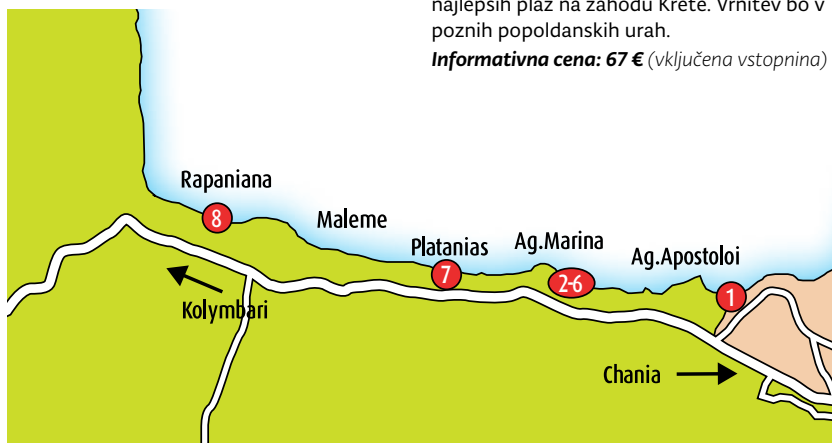 najlepših plaž na zahodu Krete. Vrnitev bo v
poznih popoldanskih urah.
Informativna cena: 67 € (vključena vstopnina)
Rapaniana
8
Maleme
Platanias
7
Ag.Marina
2-6
Ag.Apostoloi
1
Kolymbari
Chania